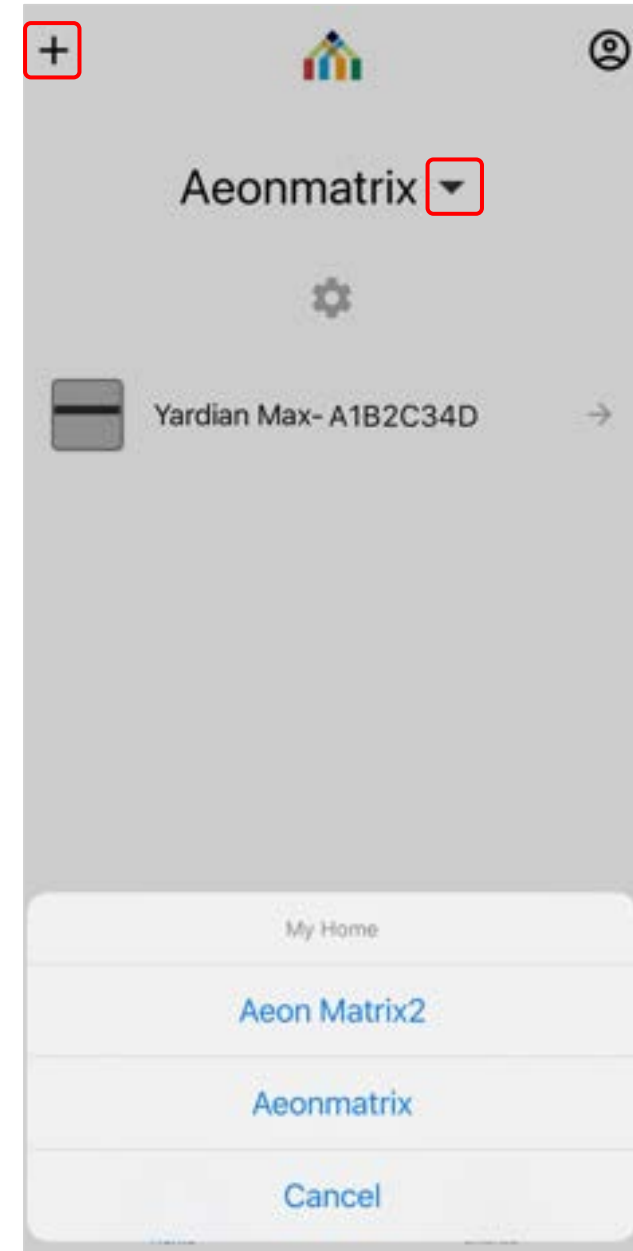 +
Aeonmatrix
Yardian Max- A1B2C34D
My Home
Aeon Matrix2
Aeonmatrix
Cancel